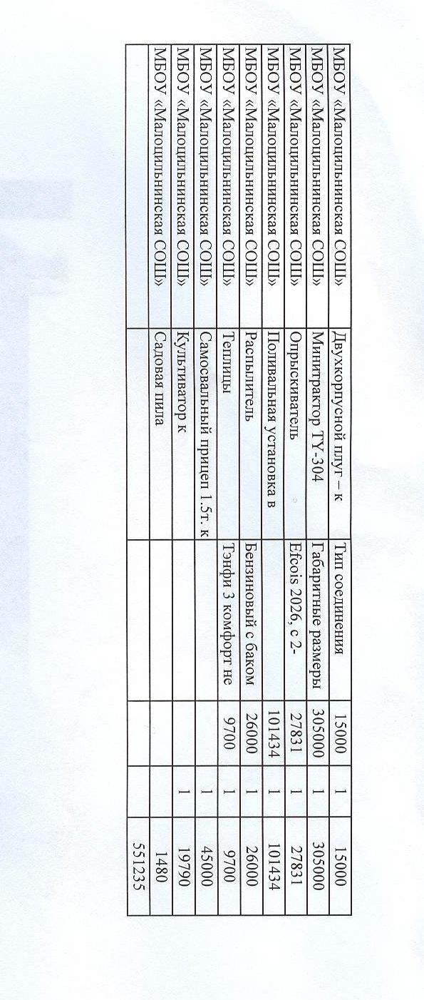 МБОУ «Малоцильнинская СОШ» Двухкорпусной плуг – к Тип соединения 15000 1 15000
МБОУ «Малоцильнинская СОШ» Минитрактор TY-304 Габаритные размеры 305000 1 305000
МБОУ «Малоцильнинская СОШ» Опрыскиватель Efcois 2026, с 2- 27831 1 27831
МБОУ «Малоцильнинская СОШ» Поливальная установка в 101434 1 101434
МБОУ «Малоцильнинская СОШ» Распылитель Бензиновый с баком 26000 1 26000
МБОУ «Малоцильнинская СОШ» Теплицы Тэнфи 3 комфорт не 9700 1 9700
МБОУ «Малоцильнинская СОШ» Самосвальный прицеп 1.5т. к 1 45000
МБОУ «Малоцильнинская СОШ» Культиватор к 1 19790
МБОУ «Малоцильнинская СОШ» Садовая пила 1480
551235